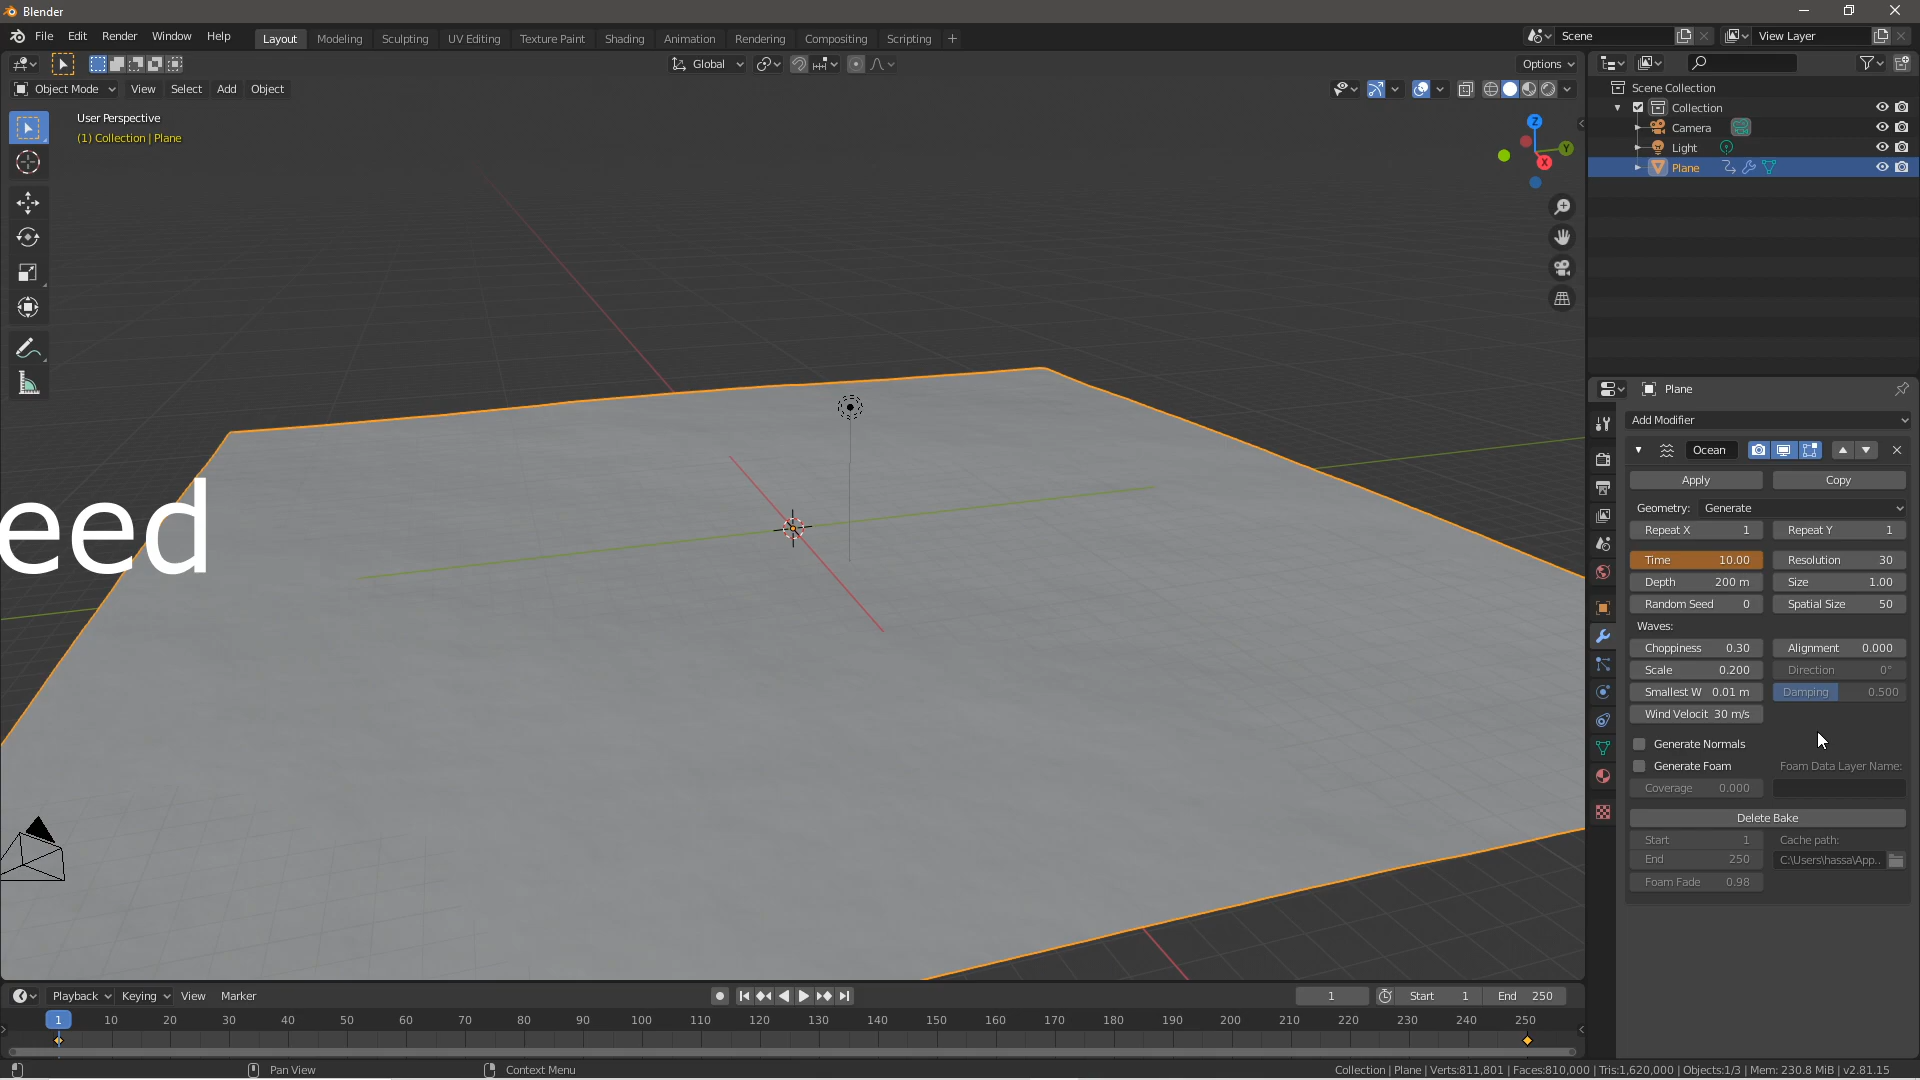 Blender
File Edit Render Window Help
Layout Modeling Sculpting UV Editing Texture Paint Shading Animation Rendering Compositing Scripting +
Scene
View Layer
Global
Options
Object Mode View Select Add Object
User Perspective
(1) Collection | Plane
Z
Y
X
eed
Scene Collection
Collection
Camera
Light
Plane
Plane
Add Modifier
Ocean
Apply Copy
Geometry: Generate
Repeat X 1 Repeat Y 1
Time 10.00 Resolution 30
Depth 200 m Size 1.00
Random Seed 0 Spatial Size 50
Waves:
Choppiness 0.30 Alignment 0.000
Scale 0.200 Direction 0°
Smallest W 0.01 m Damping 0.500
Wind Velocit 30 m/s
Generate Normals
Generate Foam Foam Data Layer Name:
Coverage 0.000
Delete Bake
Start 1 Cache path:
End 250 C:\Users\hassa\App..
Foam Fade 0.98
Playback Keying View Marker
1 Start 1 End 250
1 10 20 30 40 50 60 70 80 90 100 110 120 130 140 150 160 170 180 190 200 210 220 230 240 250
Pan View Context Menu
Collection | Plane | Verts:811,801 | Faces:810,000 | Tris:1,620,000 | Objects:1/3 | Mem: 230.8 MiB | v2.81.15